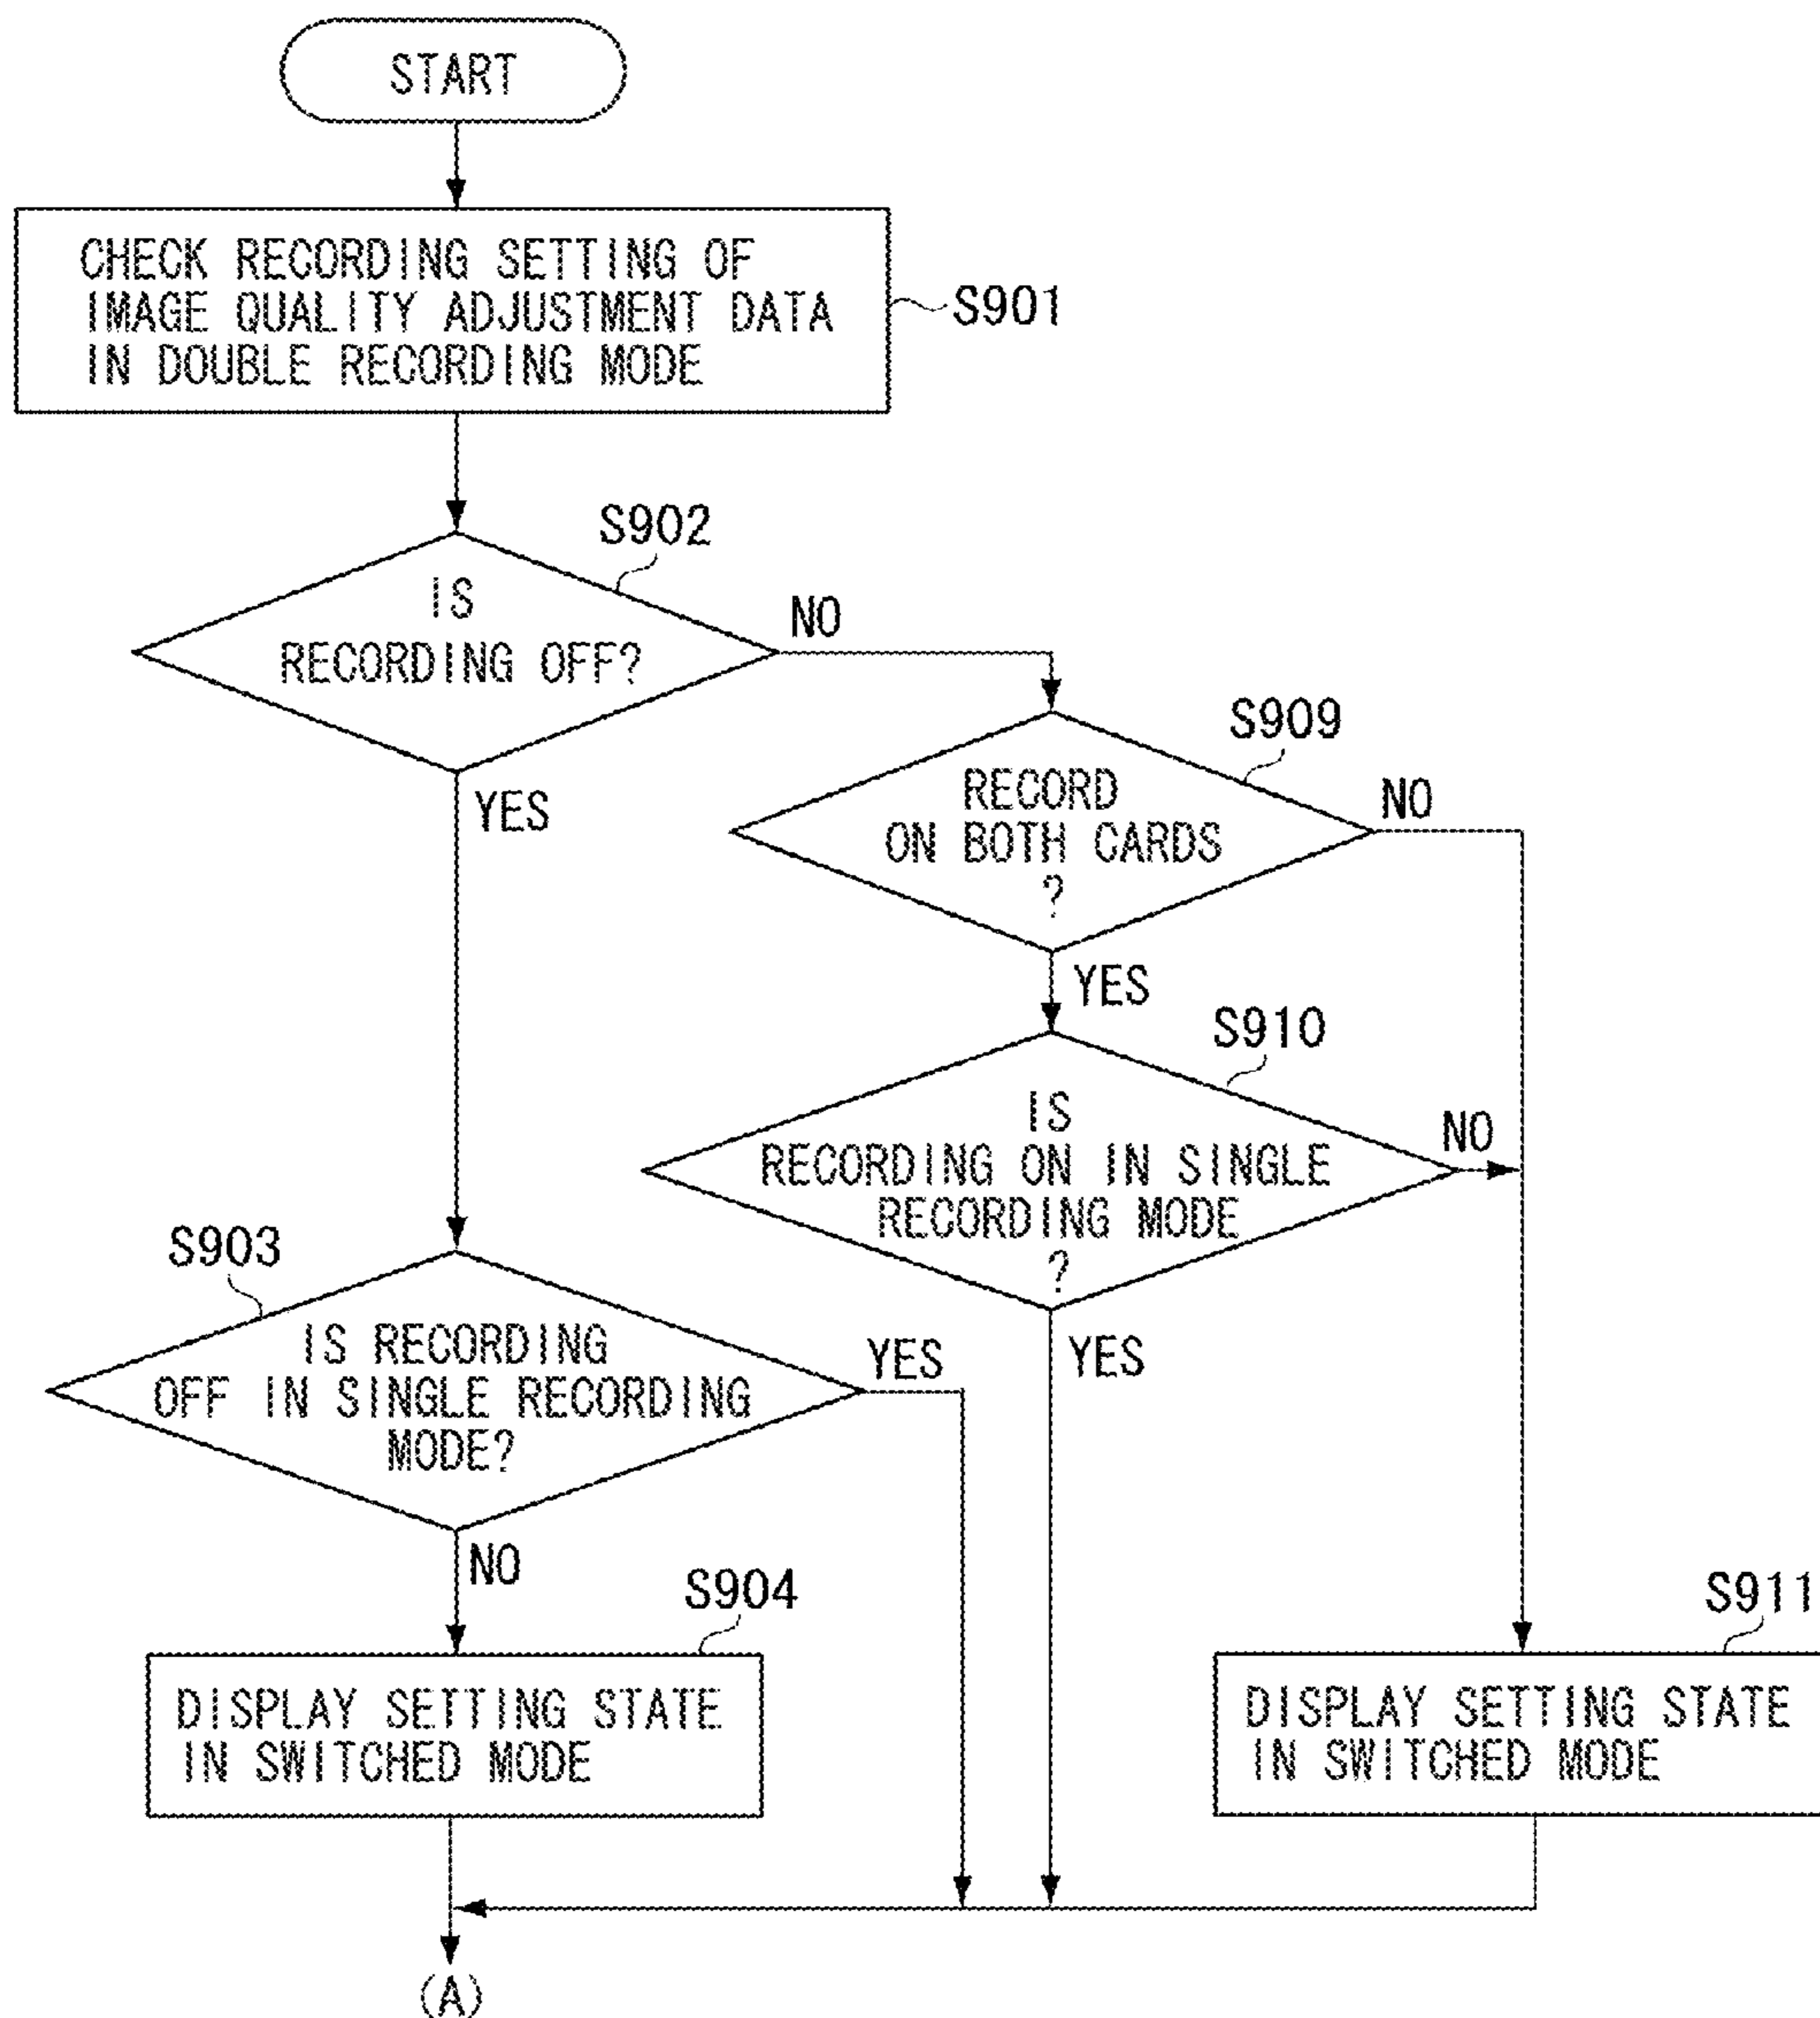 START
CHECK RECORDING SETTING OF
IMAGE QUALITY ADJUSTMENT DATA
IN DOUBLE RECORDING MODE
S901
S902
IS
RECORDING OFF?
NO
YES
S909
RECORD
ON BOTH CARDS
?
NO
YES
S910
IS
RECORDING ON IN SINGLE
RECORDING MODE
?
NO
YES
S903
IS RECORDING
OFF IN SINGLE RECORDING
MODE?
YES
NO
S904
DISPLAY SETTING STATE
IN SWITCHED MODE
S911
DISPLAY SETTING STATE
IN SWITCHED MODE
(A)